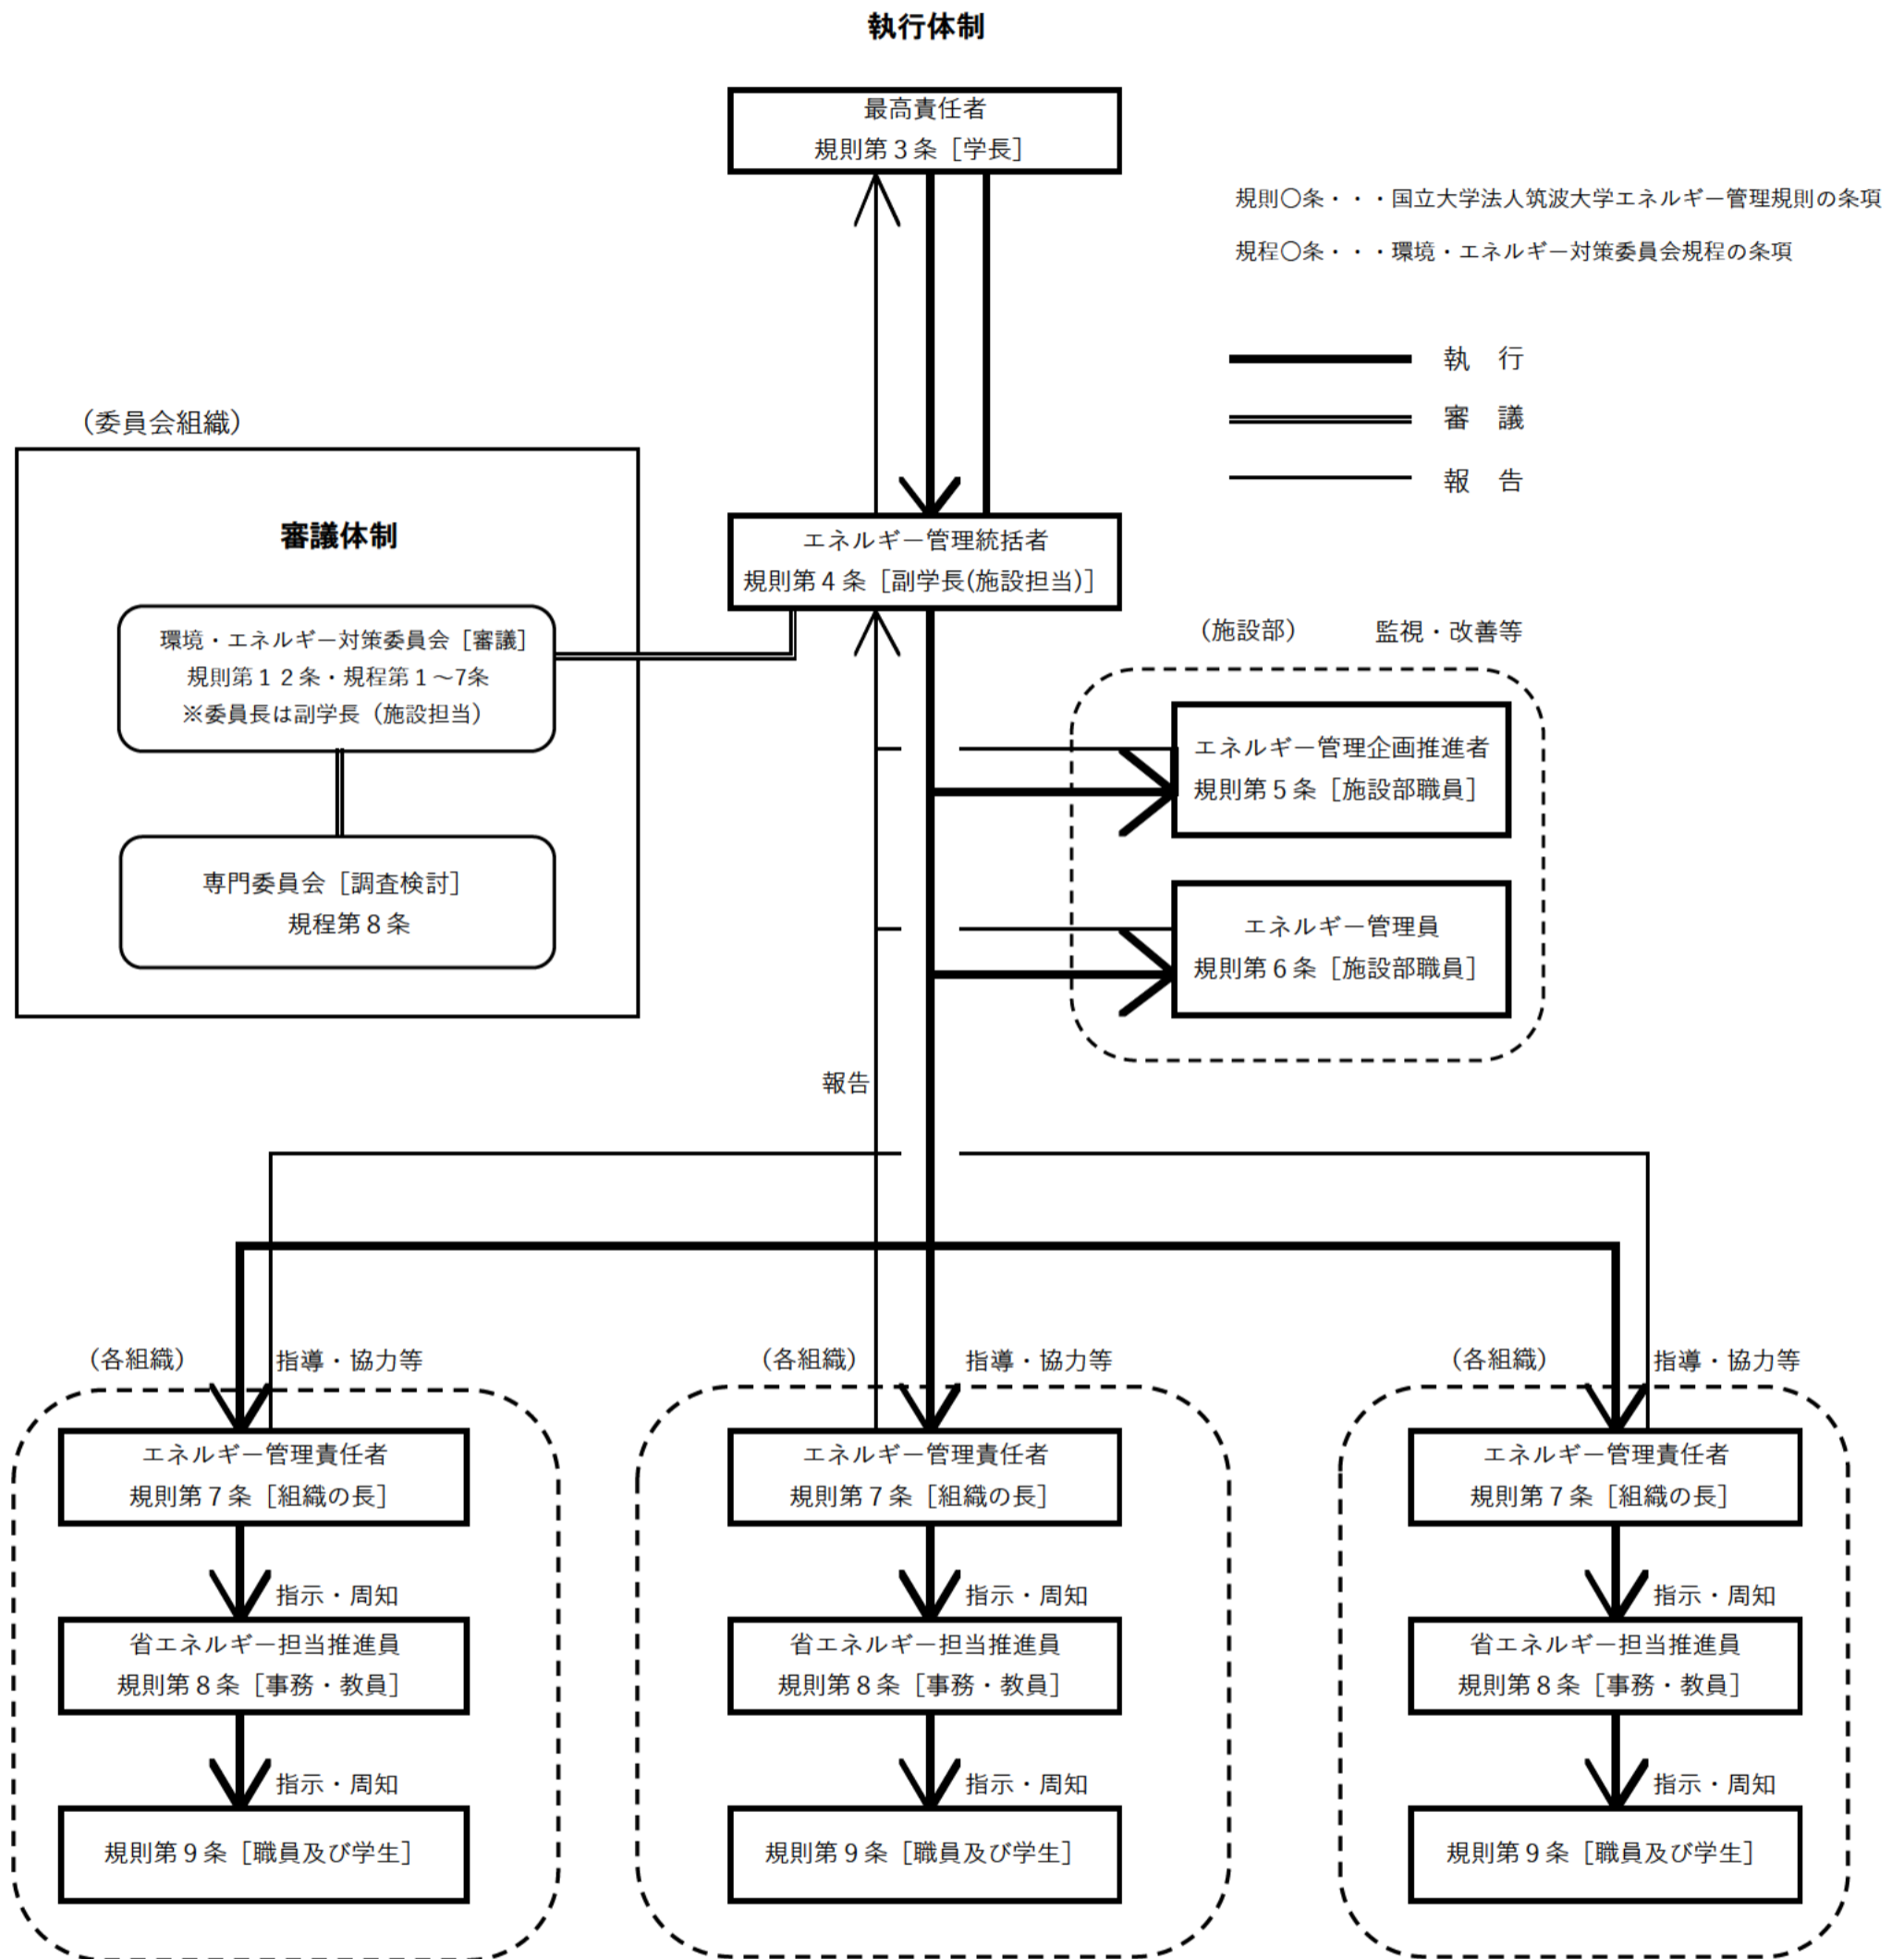 執行体制
最高責任者
規則第３条［学長］
規則〇条・・・国立大学法人筑波大学エネルギー管理規則の条項
規程〇条・・・環境・エネルギー対策委員会規程の条項
執　行
審　議
報　告
（委員会組織）
審議体制
環境・エネルギー対策委員会［審議］
規則第１２条・規程第１～7条
※委員長は副学長（施設担当）
専門委員会［調査検討］
規程第８条
エネルギー管理統括者
規則第４条［副学長(施設担当)］
（施設部）　監視・改善等
エネルギー管理企画推進者
規則第５条［施設部職員］
エネルギー管理員
規則第６条［施設部職員］
報告
（各組織）　指導・協力等
エネルギー管理責任者
規則第７条［組織の長］
指示・周知
省エネルギー担当推進員
規則第８条［事務・教員］
指示・周知
規則第９条［職員及び学生］
（各組織）　指導・協力等
エネルギー管理責任者
規則第７条［組織の長］
指示・周知
省エネルギー担当推進員
規則第８条［事務・教員］
指示・周知
規則第９条［職員及び学生］
（各組織）　指導・協力等
エネルギー管理責任者
規則第７条［組織の長］
指示・周知
省エネルギー担当推進員
規則第８条［事務・教員］
指示・周知
規則第９条［職員及び学生］